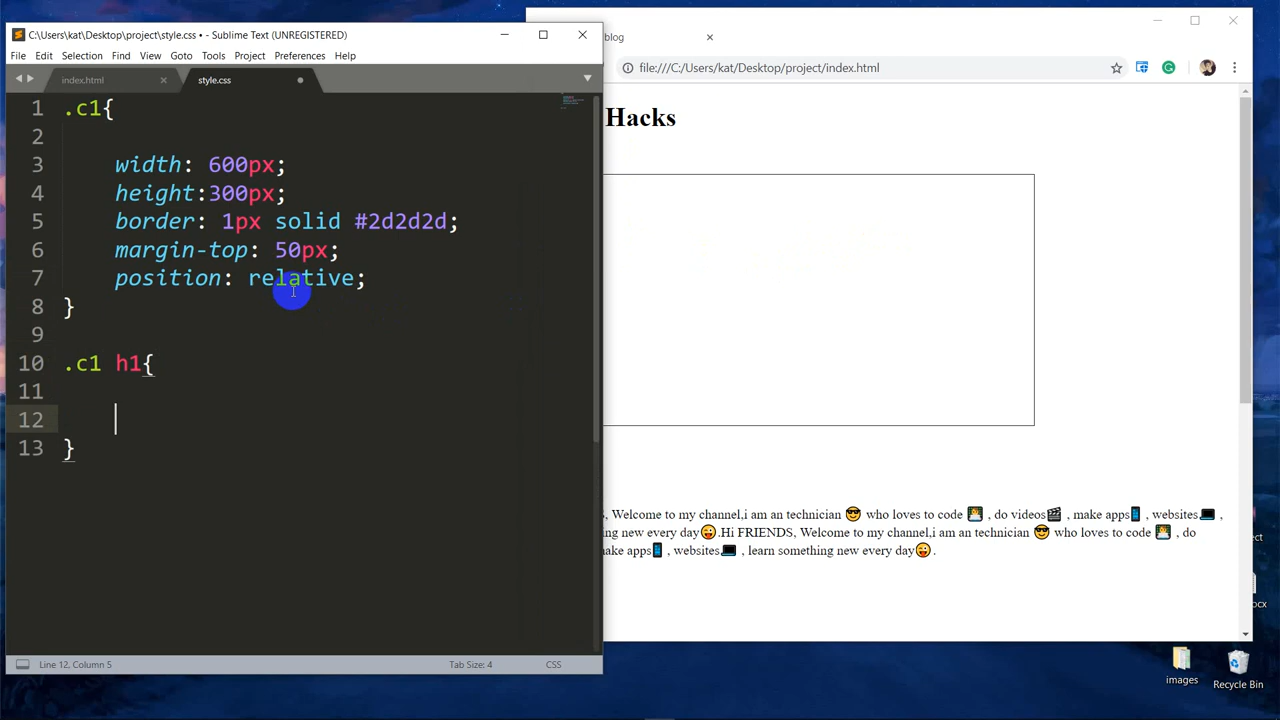 C:\Users\kat\Desktop\project\style.css • - Sublime Text (UNREGISTERED)
File Edit Selection Find View Goto Tools Project Preferences Help
index.html
style.css
1 .c1{
2
3 width: 600px;
4 height:300px;
5 border: 1px solid #2d2d2d;
6 margin-top: 50px;
7 position: relative;
8 }
9
10 .c1 h1{
11
12
13 }
Line 12, Column 5
Tab Size: 4
CSS
blog
file:///C:/Users/kat/Desktop/project/index.html
Hacks
S, Welcome to my channel,i am an technician 😎 who loves to code 👨‍💻 , do videos🎬 , make apps📱 , websites💻 ,
ing new every day😜.Hi FRIENDS, Welcome to my channel,i am an technician 😎 who loves to code 👨‍💻 , do
ake apps📱 , websites💻 , learn something new every day😜.
ect
ocx
images
Recycle Bin